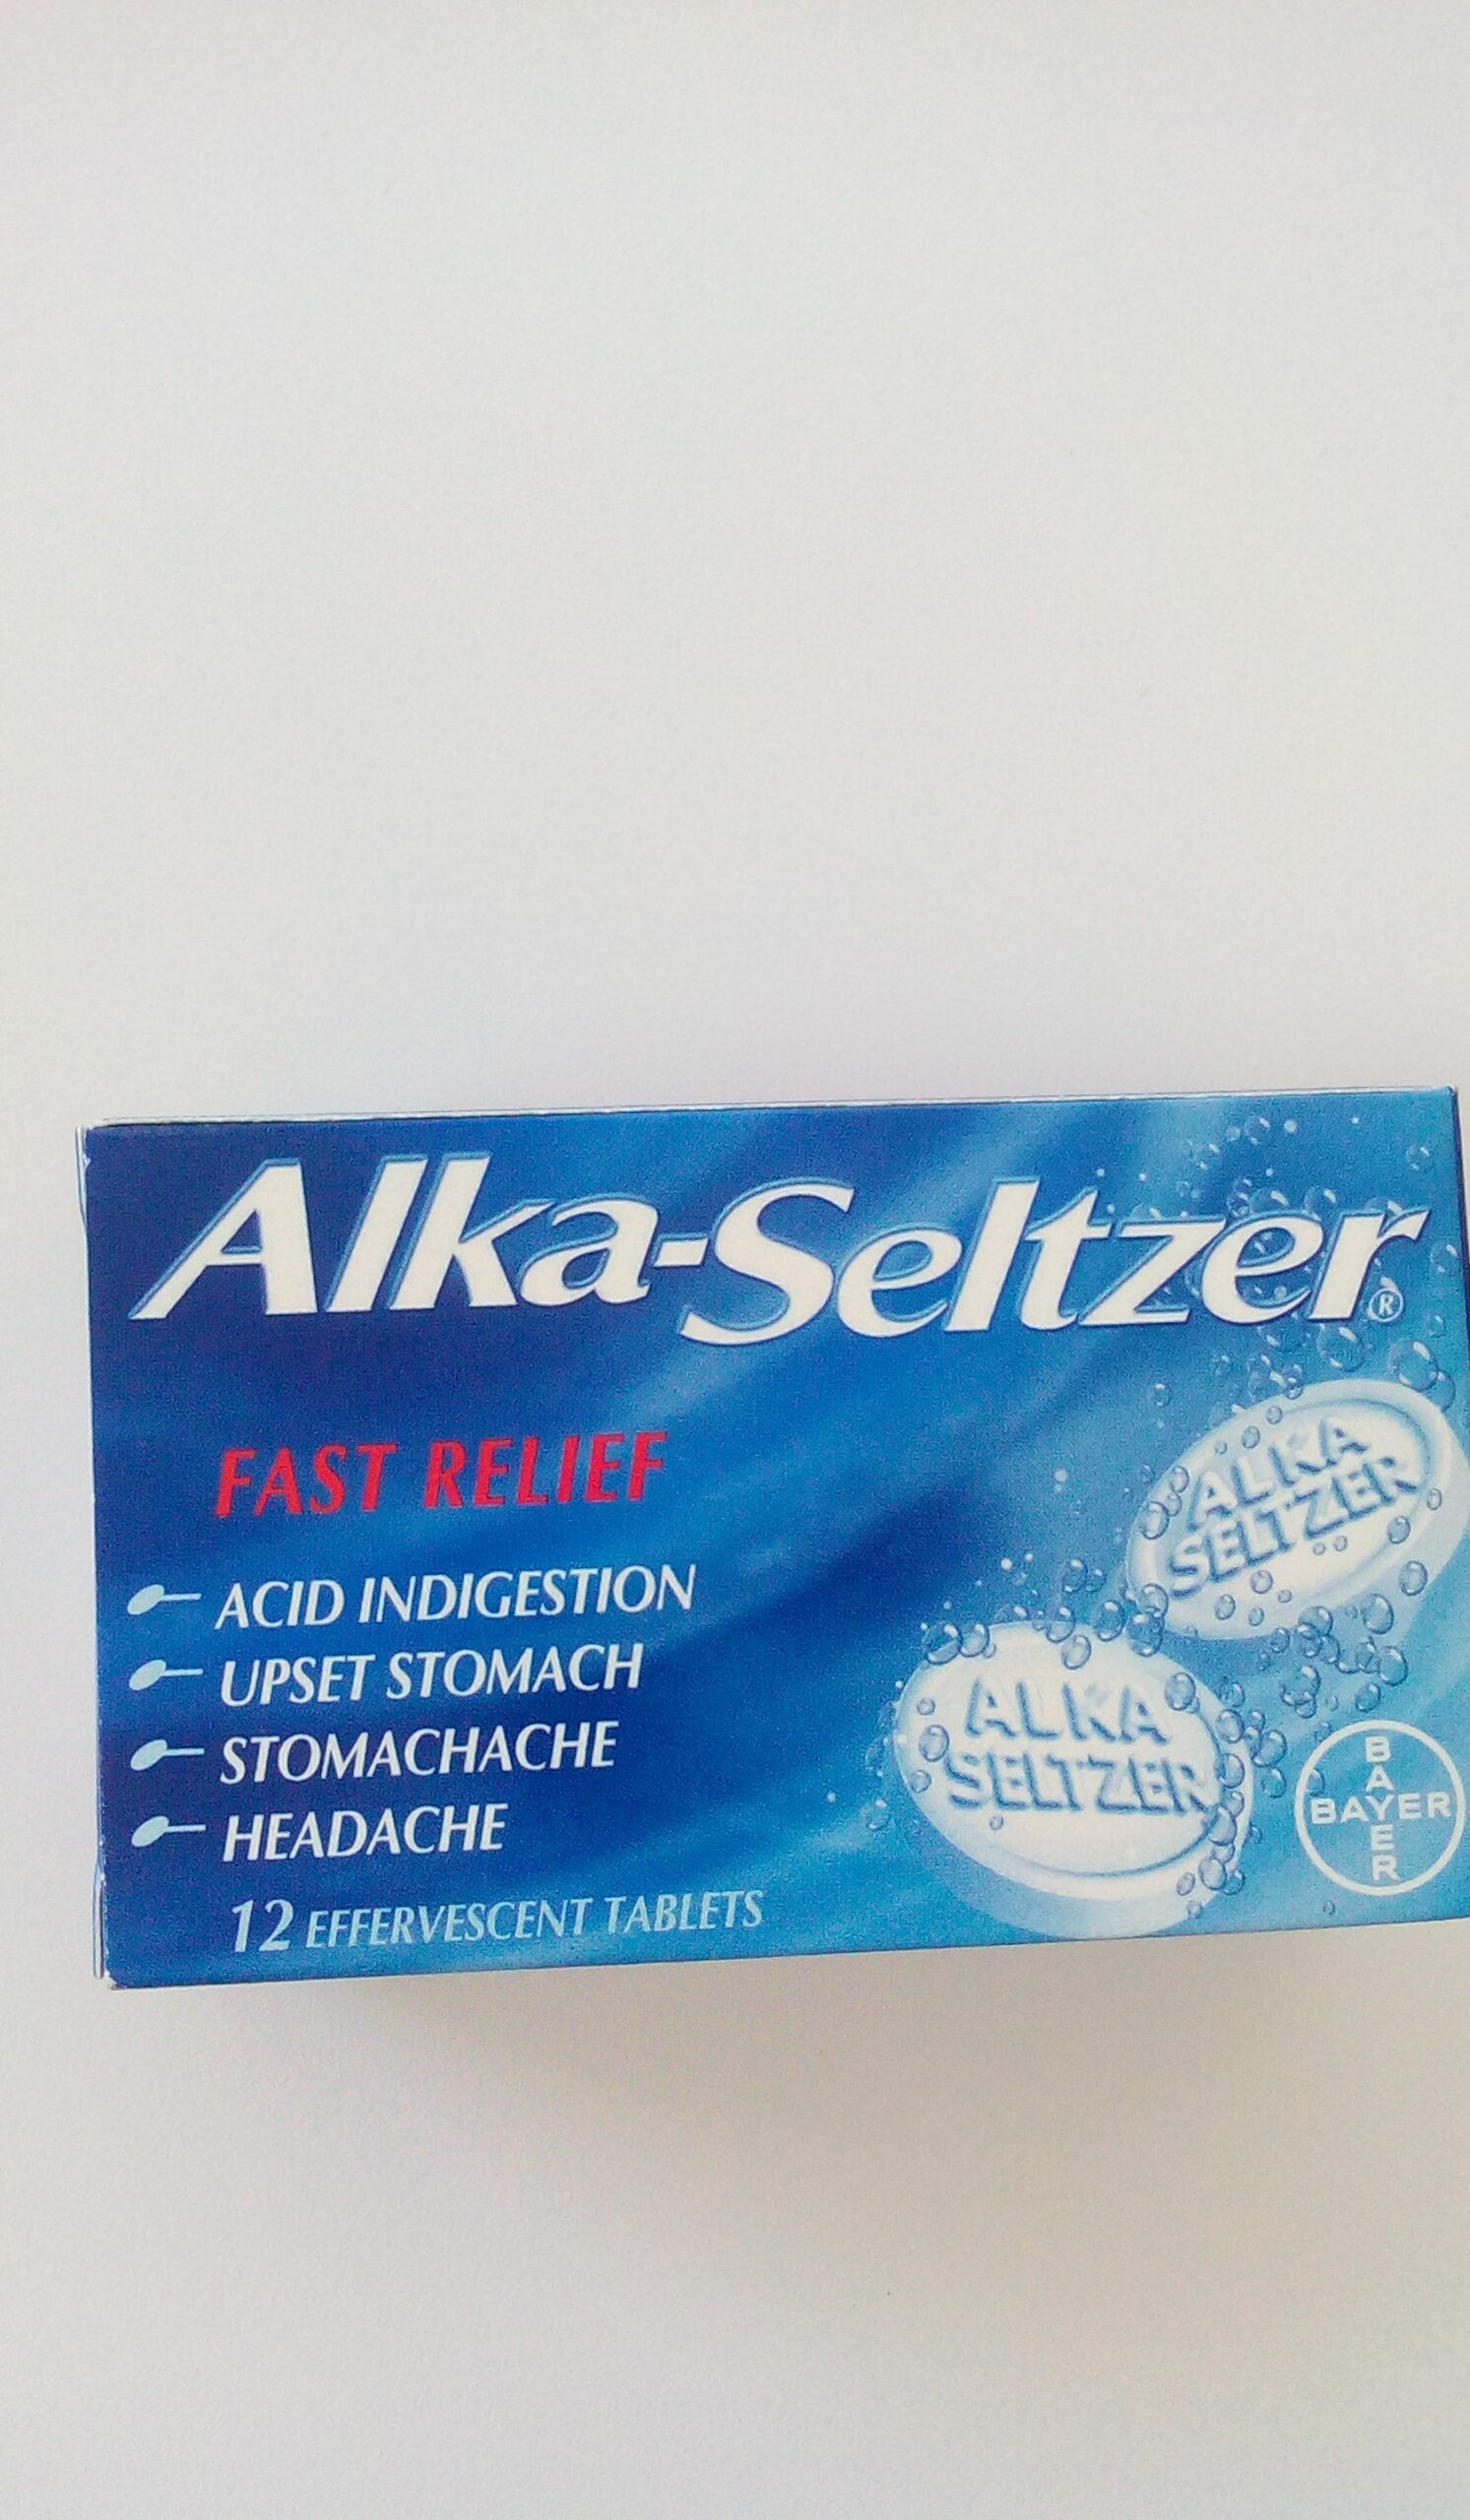 Alka-Seltzer®
FAST RELIEF
ACID INDIGESTION
UPSET STOMACH
STOMACHACHE
HEADACHE
12 EFFERVESCENT TABLETS
ALKA
SELTZER
ALKA
SELTZER
BAYER
BAYER